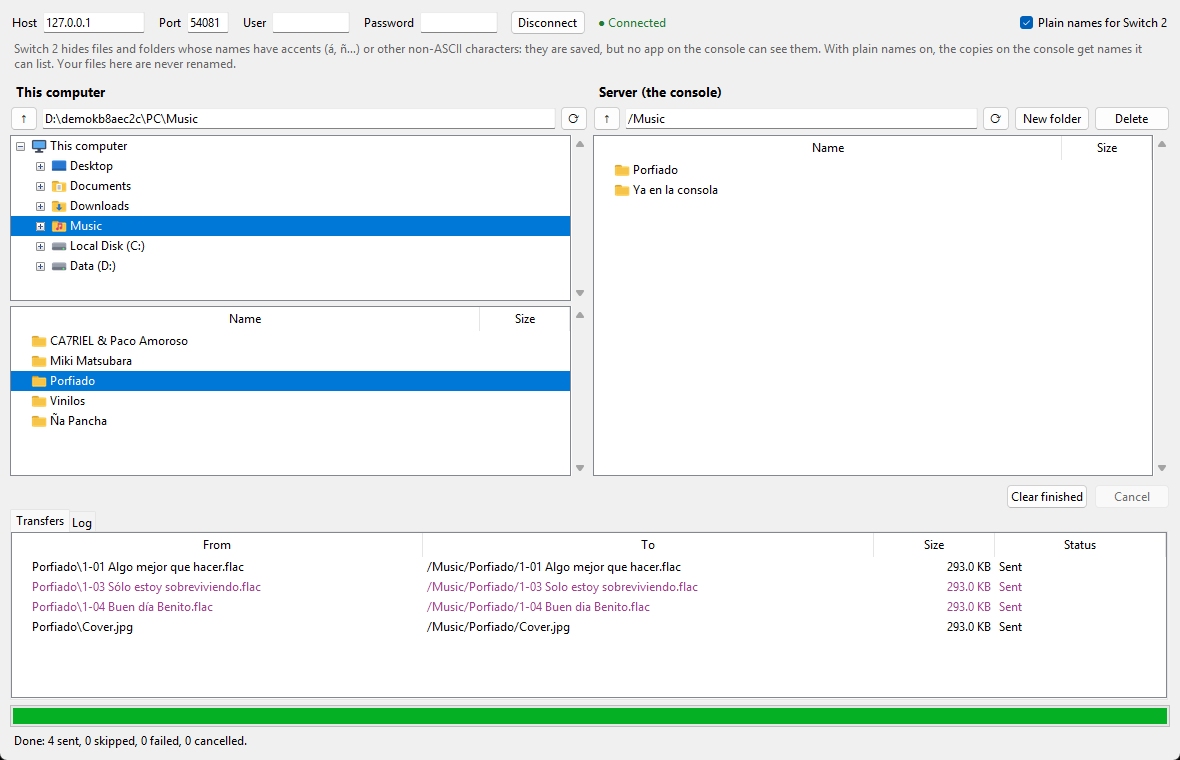 Host 127.0.0.1 Port 54081 User Password Disconnect ● Connected Plain names for Switch 2
Switch 2 hides files and folders whose names have accents (á, ñ...) or other non-ASCII characters: they are saved, but no app on the console can see them. With plain names on, the copies on the console get names it
can list. Your files here are never renamed.
This computer
↑ D:\demokb8aec2c\PC\Music
This computer
Desktop
Documents
Downloads
Music
Local Disk (C:)
Data (D:)
Name Size
CA7RIEL & Paco Amoroso
Miki Matsubara
Porfiado
Vinilos
Ña Pancha
Server (the console)
↑ /Music New folder Delete
Name Size
Porfiado
Ya en la consola
Clear finished Cancel
Transfers Log
From To Size Status
Porfiado\1-01 Algo mejor que hacer.flac /Music/Porfiado/1-01 Algo mejor que hacer.flac 293.0 KB Sent
Porfiado\1-03 Sólo estoy sobreviviendo.flac /Music/Porfiado/1-03 Solo estoy sobreviviendo.flac 293.0 KB Sent
Porfiado\1-04 Buen día Benito.flac /Music/Porfiado/1-04 Buen dia Benito.flac 293.0 KB Sent
Porfiado\Cover.jpg /Music/Porfiado/Cover.jpg 293.0 KB Sent
Done: 4 sent, 0 skipped, 0 failed, 0 cancelled.